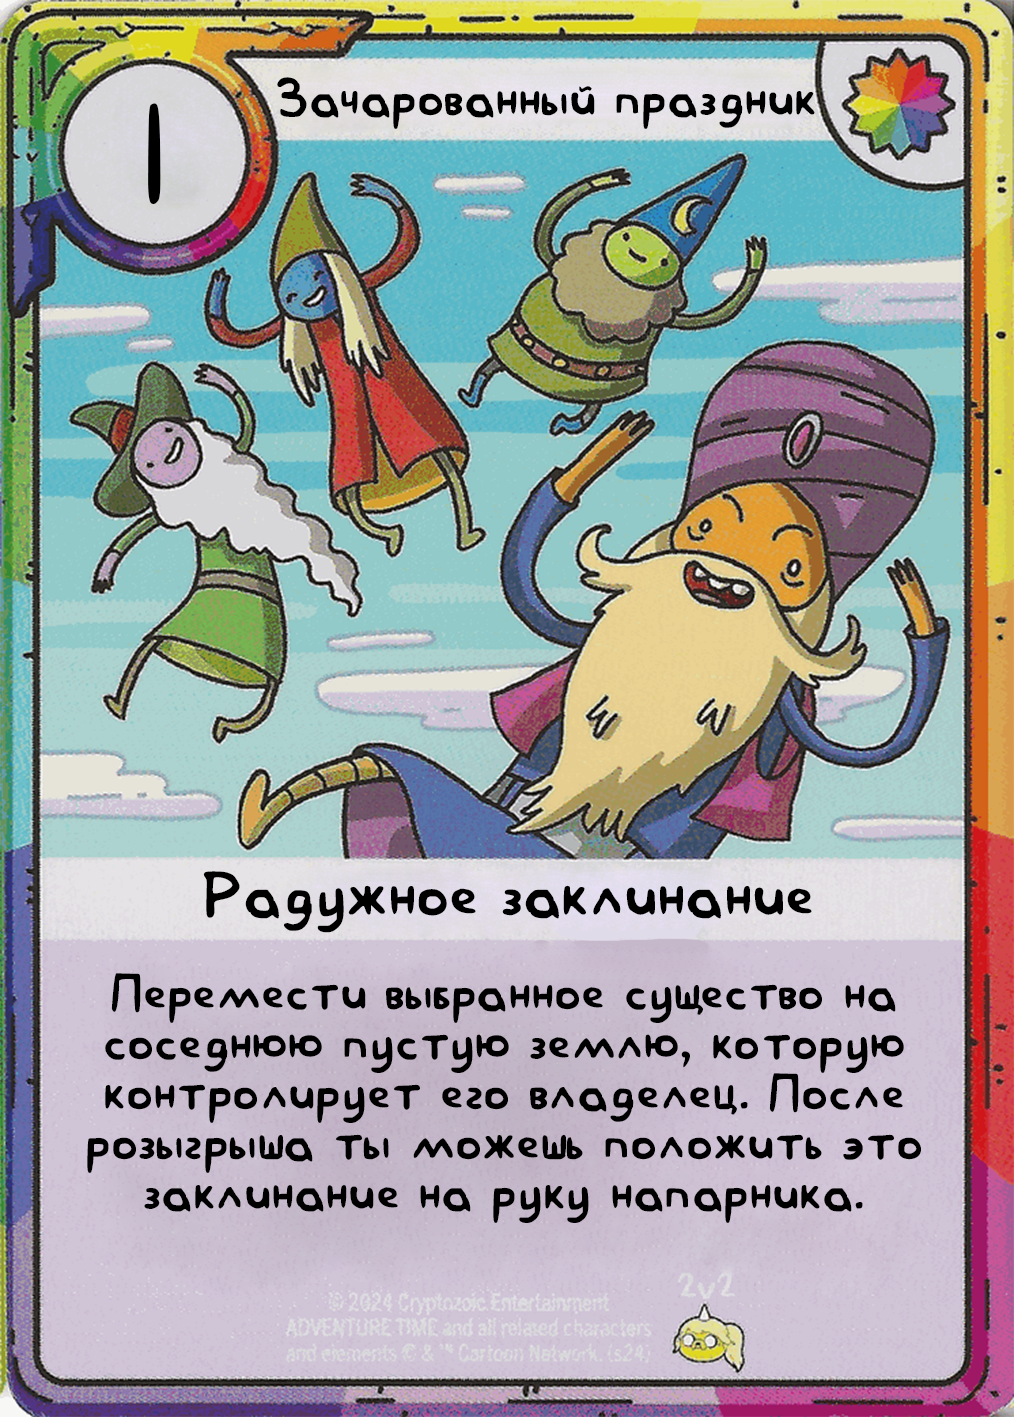 1
Зачарованный праздник
Радужное заклинание
Перемести выбранное существо на
соседнюю пустую землю, которую
контролирует его владелец. После
розыгрыша ты можешь положить это
заклинание на руку напарника.
2v2
© 2024 Cryptozoic Entertainment
ADVENTURE TIME and all related characters
and elements © & ™ Cartoon Network. (s24)